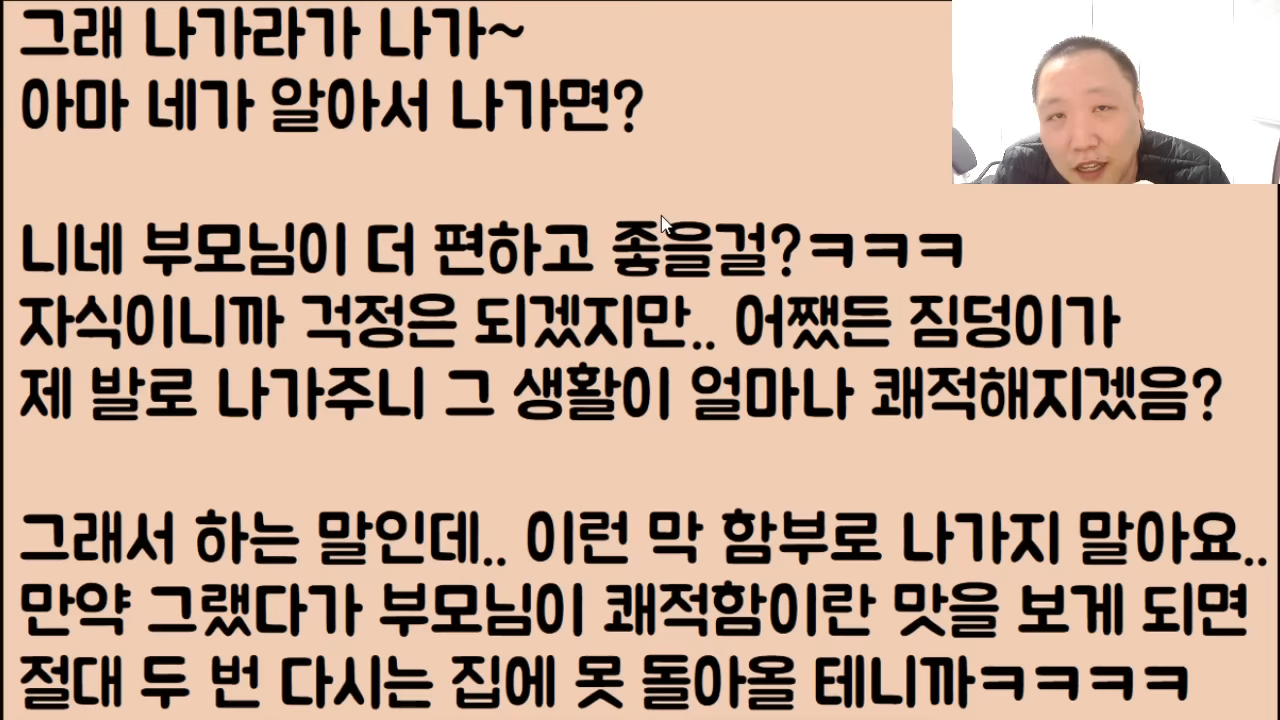 그래 나가라가 나가~
아마 네가 알아서 나가면?
니네 부모님이 더 편하고 좋을걸?ㅋㅋㅋ
자식이니까 걱정은 되겠지만.. 어쨌든 짐덩이가
제 발로 나가주니 그 생활이 얼마나 쾌적해지겠음?
그래서 하는 말인데.. 이런 막 함부로 나가지 말아요..
만약 그랬다가 부모님이 쾌적함이란 맛을 보게 되면
절대 두 번 다시는 집에 못 돌아올 테니까ㅋㅋㅋㅋ